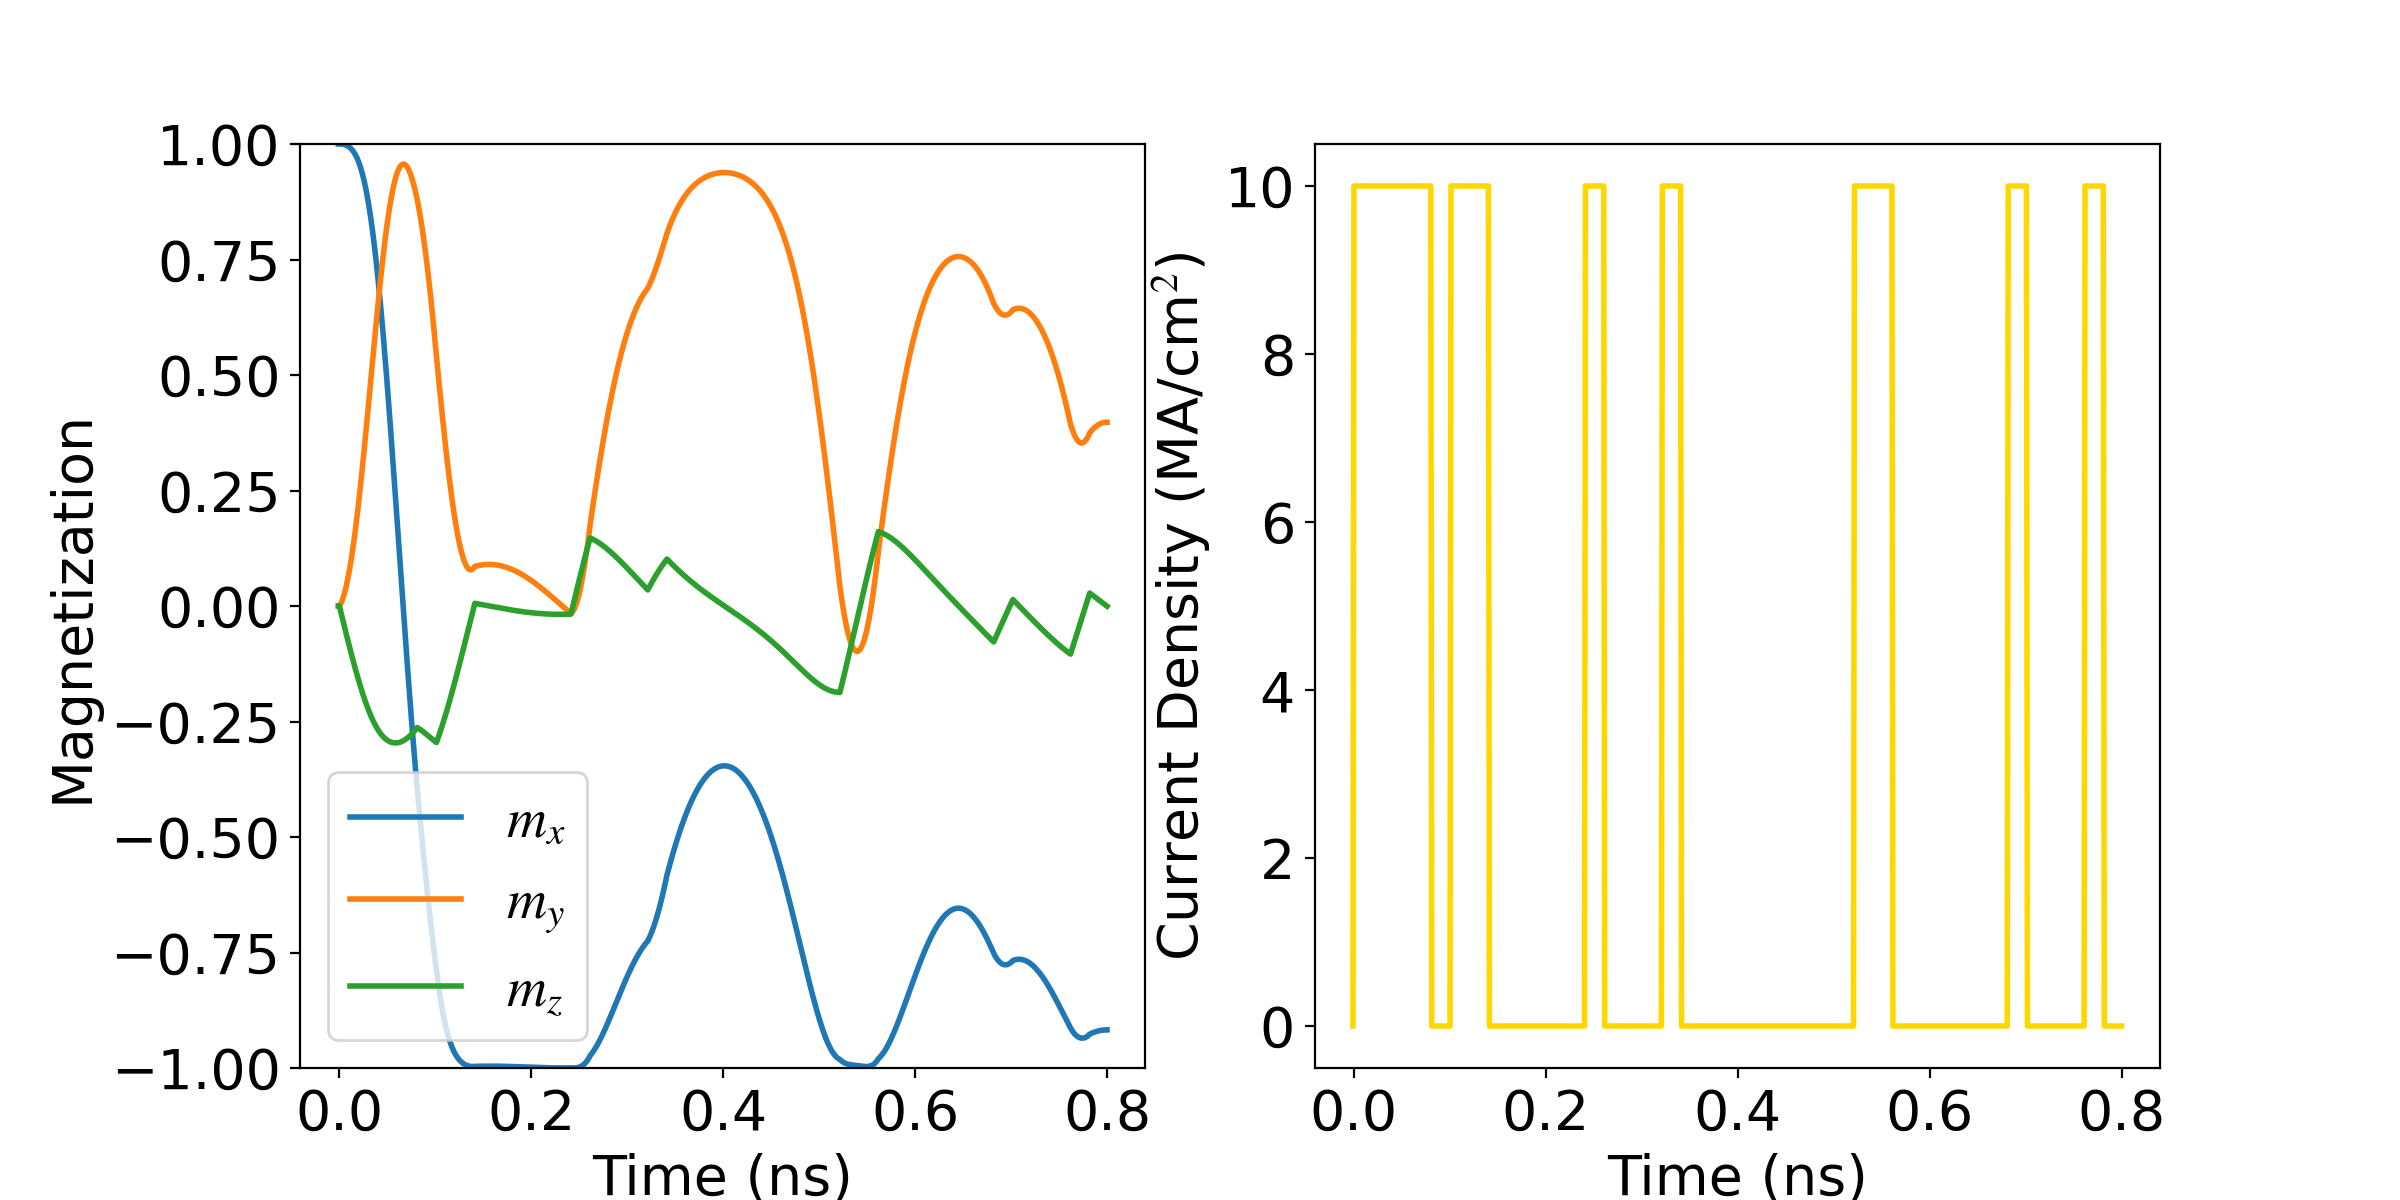 Magnetization
1.00
0.75
0.50
0.25
0.00
−0.25
−0.50
−0.75
−1.00
m_x
m_y
m_z
0.0 0.2 0.4 0.6 0.8
Time (ns)
Current Density (MA/cm²)
10
8
6
4
2
0
0.0 0.2 0.4 0.6 0.8
Time (ns)